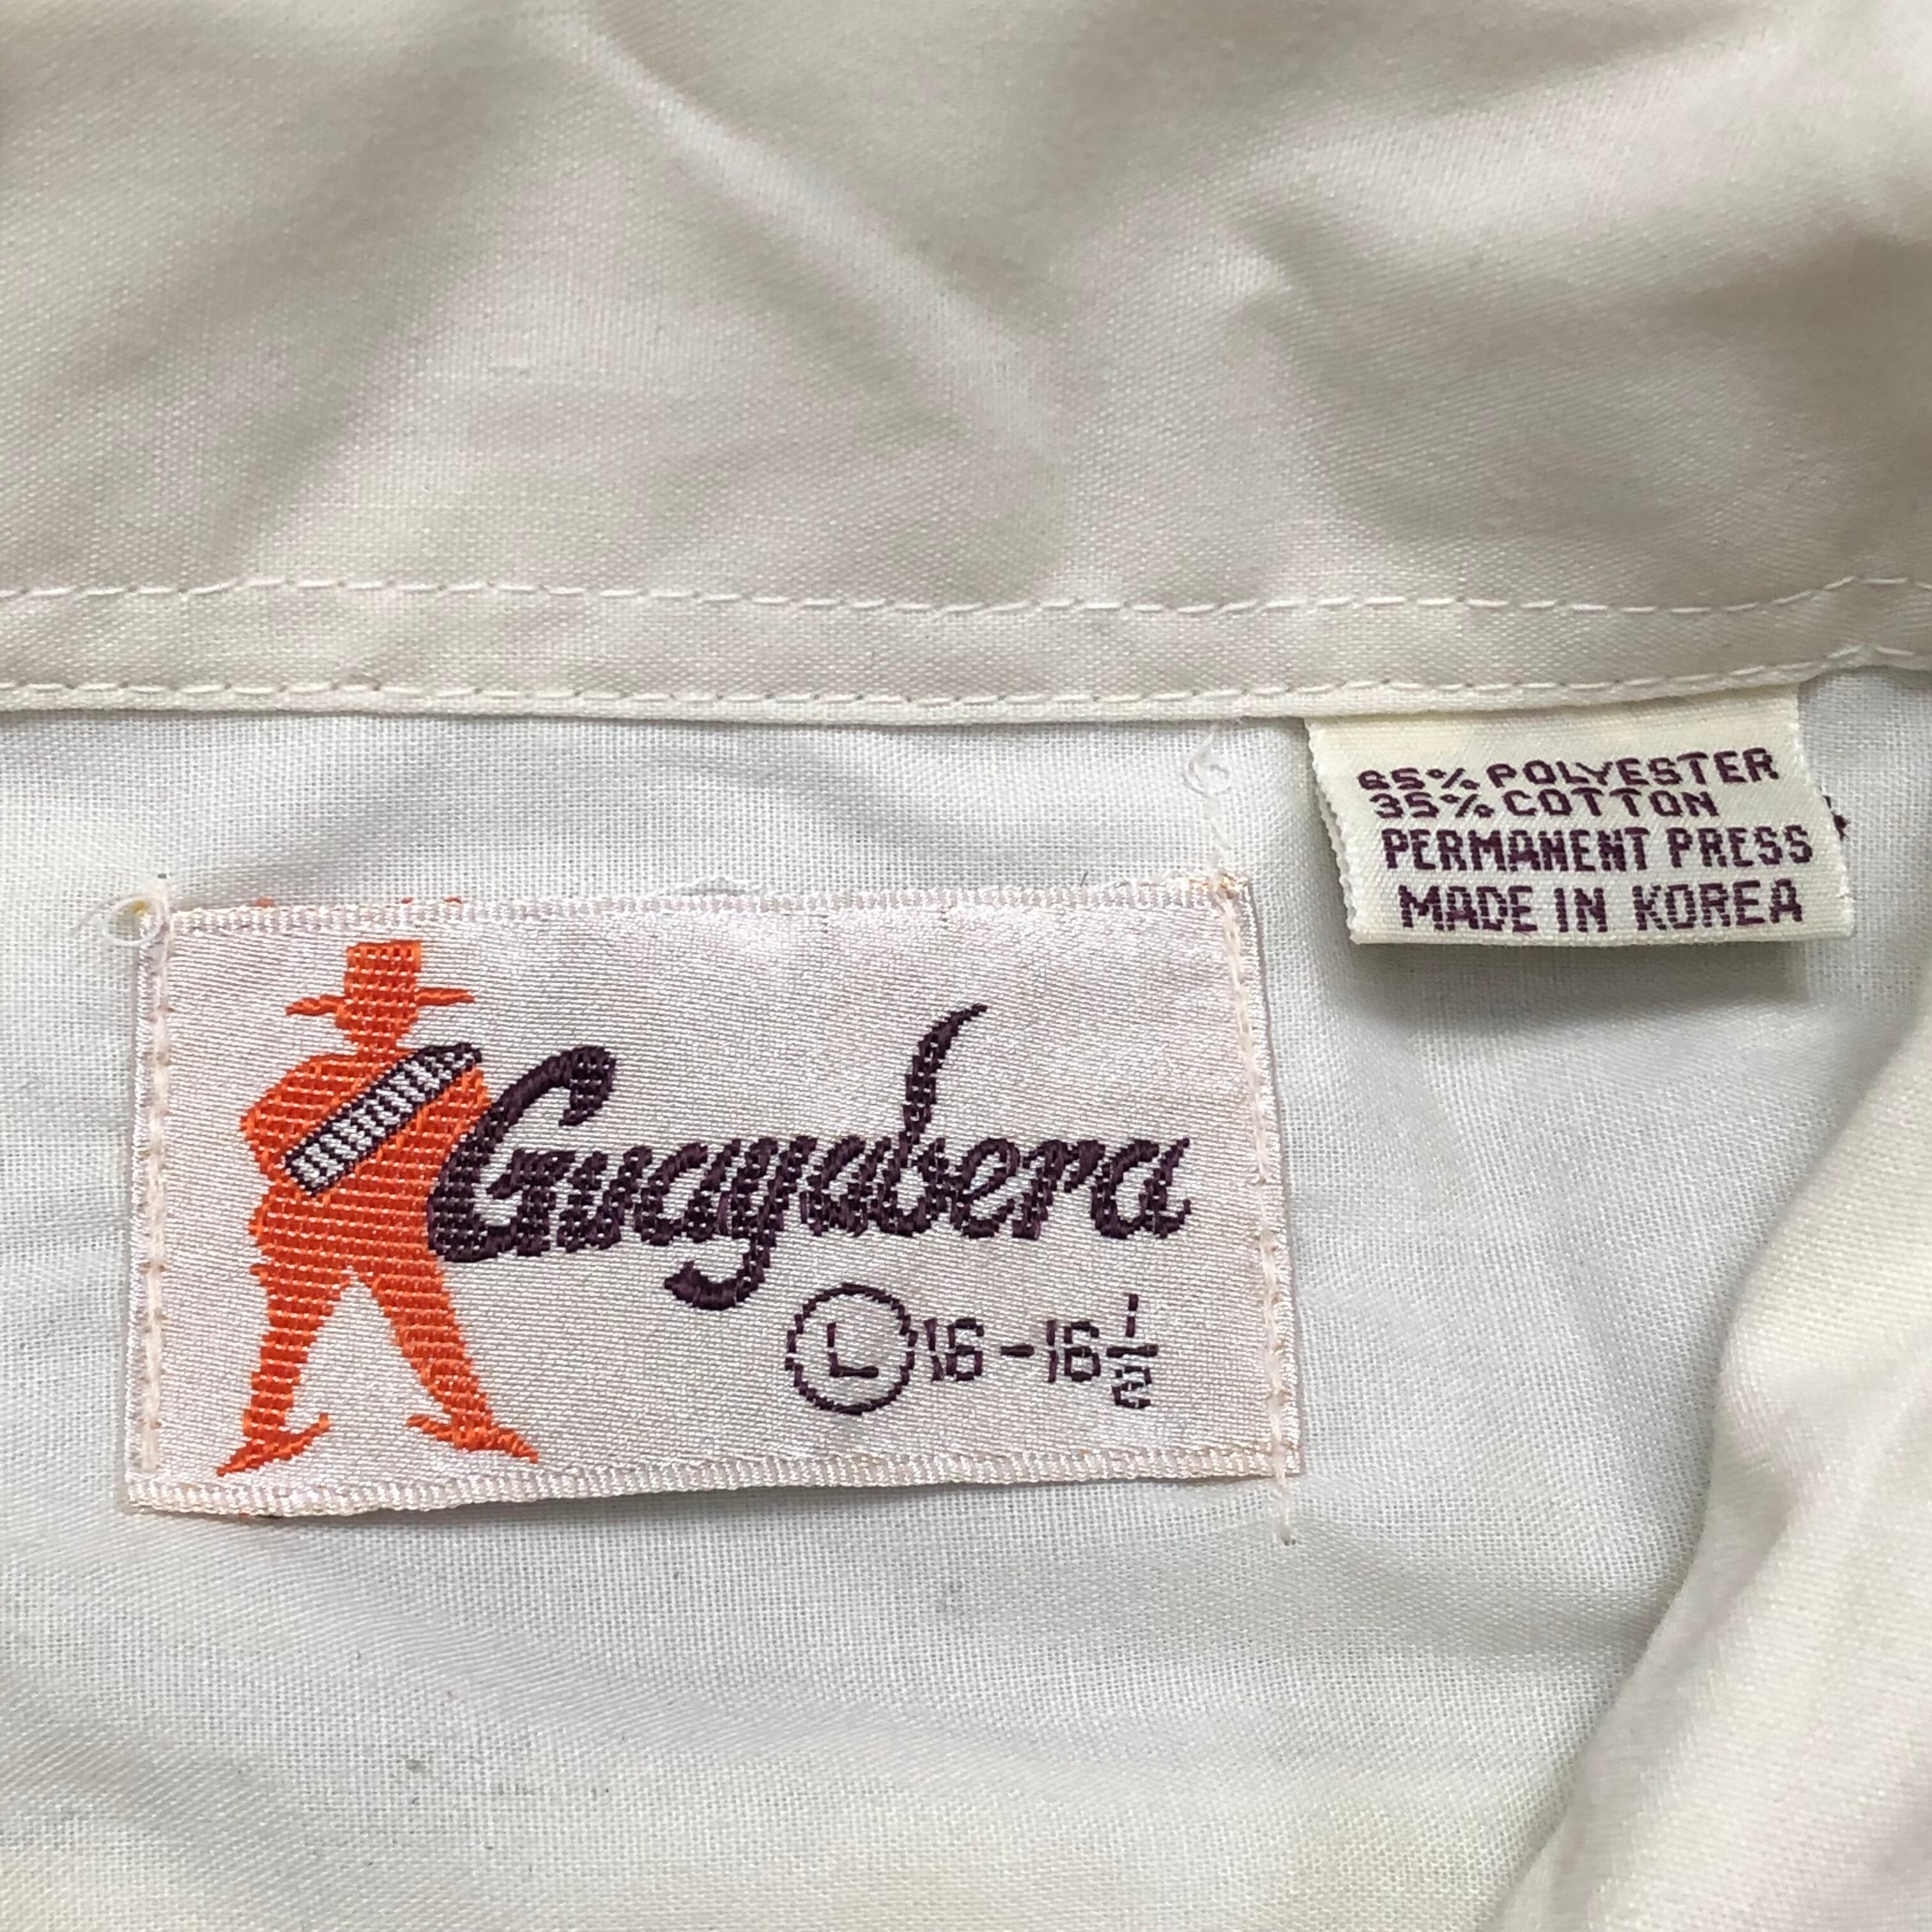 65% POLYESTER
35% COTTON
PERMANENT PRESS
MADE IN KOREA
Guayabera
L 16-16 1/2